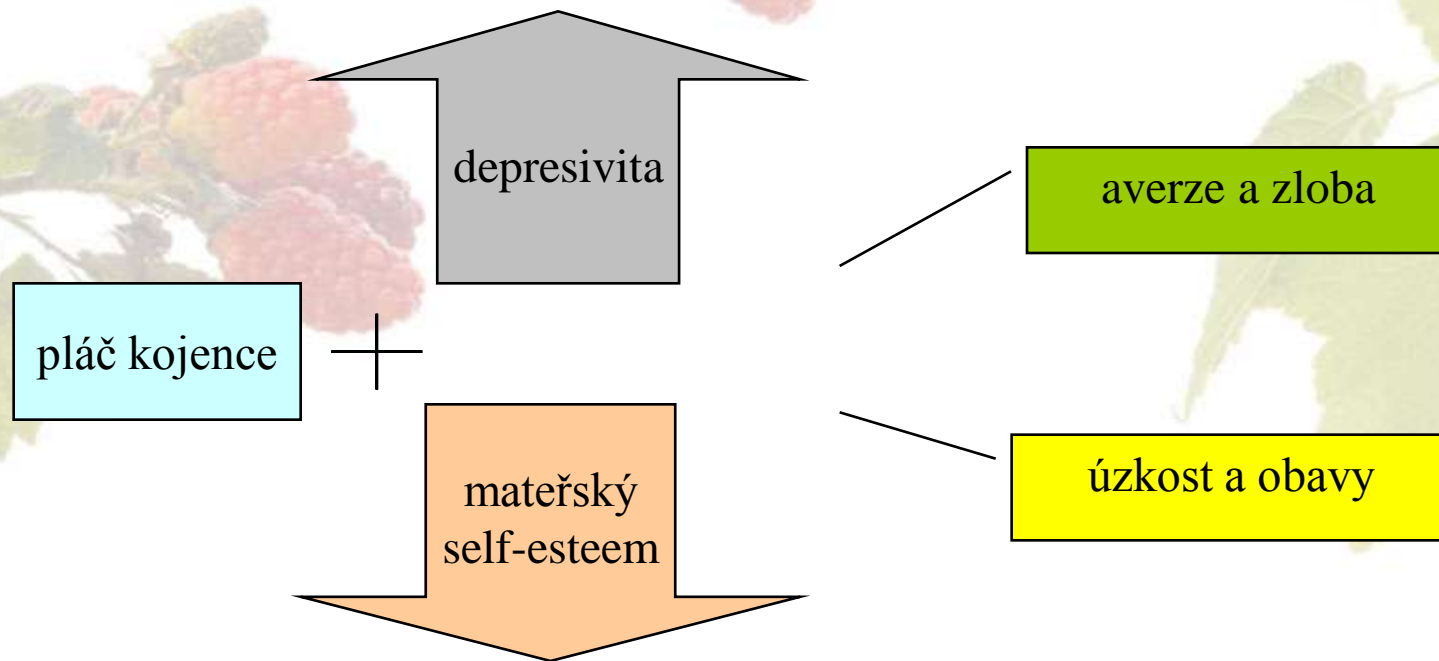 depresivita
averze a zloba
pláč kojence
mateřský
self-esteem
úzkost a obavy